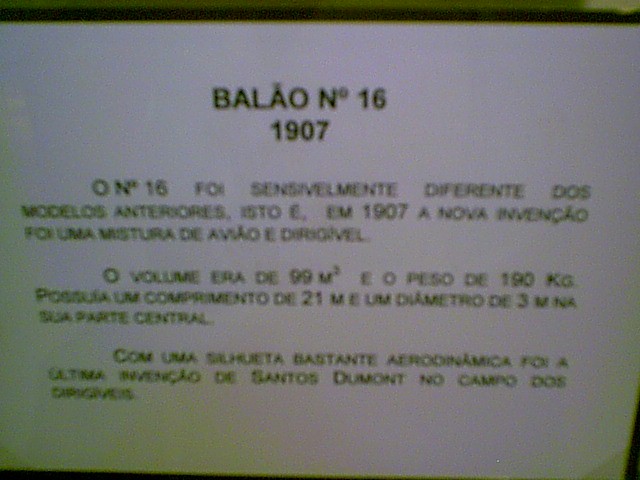 BALÃO Nº 16
1907
O Nº 16 FOI SENSIVELMENTE DIFERENTE DOS
MODELOS ANTERIORES, ISTO É, EM 1907 A NOVA INVENÇÃO
FOI UMA MISTURA DE AVIÃO E DIRIGÍVEL.
O VOLUME ERA DE 99 M³ E O PESO DE 190 KG.
POSSUÍA UM COMPRIMENTO DE 21 M E UM DIÂMETRO DE 3 M NA
SUA PARTE CENTRAL.
COM UMA SILHUETA BASTANTE AERODINÂMICA FOI A
ÚLTIMA INVENÇÃO DE SANTOS DUMONT NO CAMPO DOS
DIRIGÍVEIS.